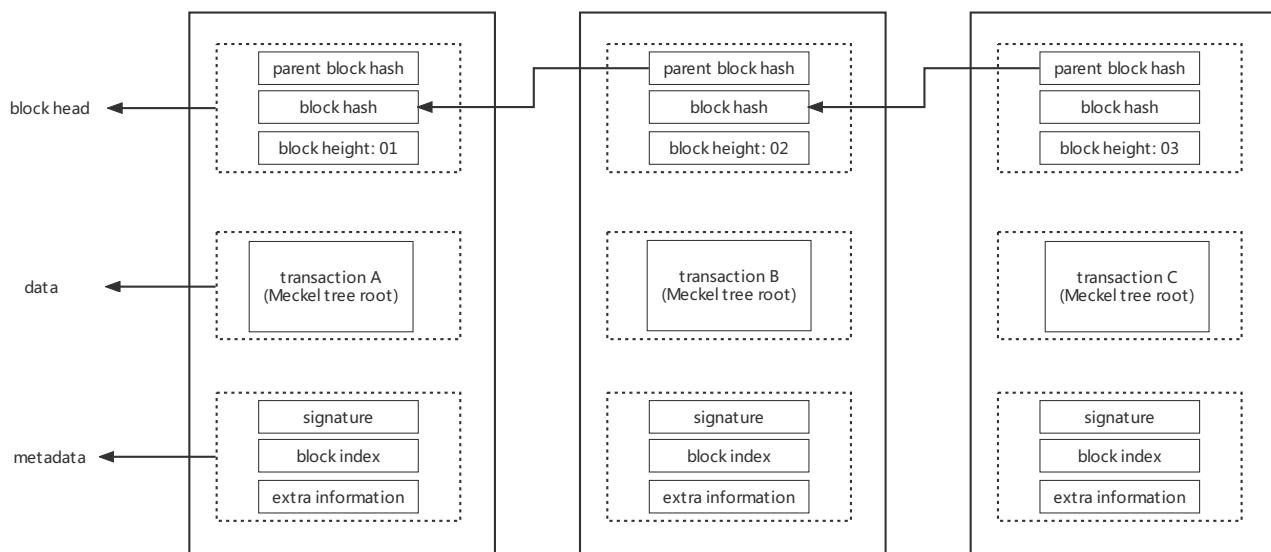 block head
parent block hash
block hash
block height: 01
parent block hash
block hash
block height: 02
parent block hash
block hash
block height: 03
data
transaction A
(Meckel tree root)
transaction B
(Meckel tree root)
transaction C
(Meckel tree root)
metadata
signature
block index
extra information
signature
block index
extra information
signature
block index
extra information